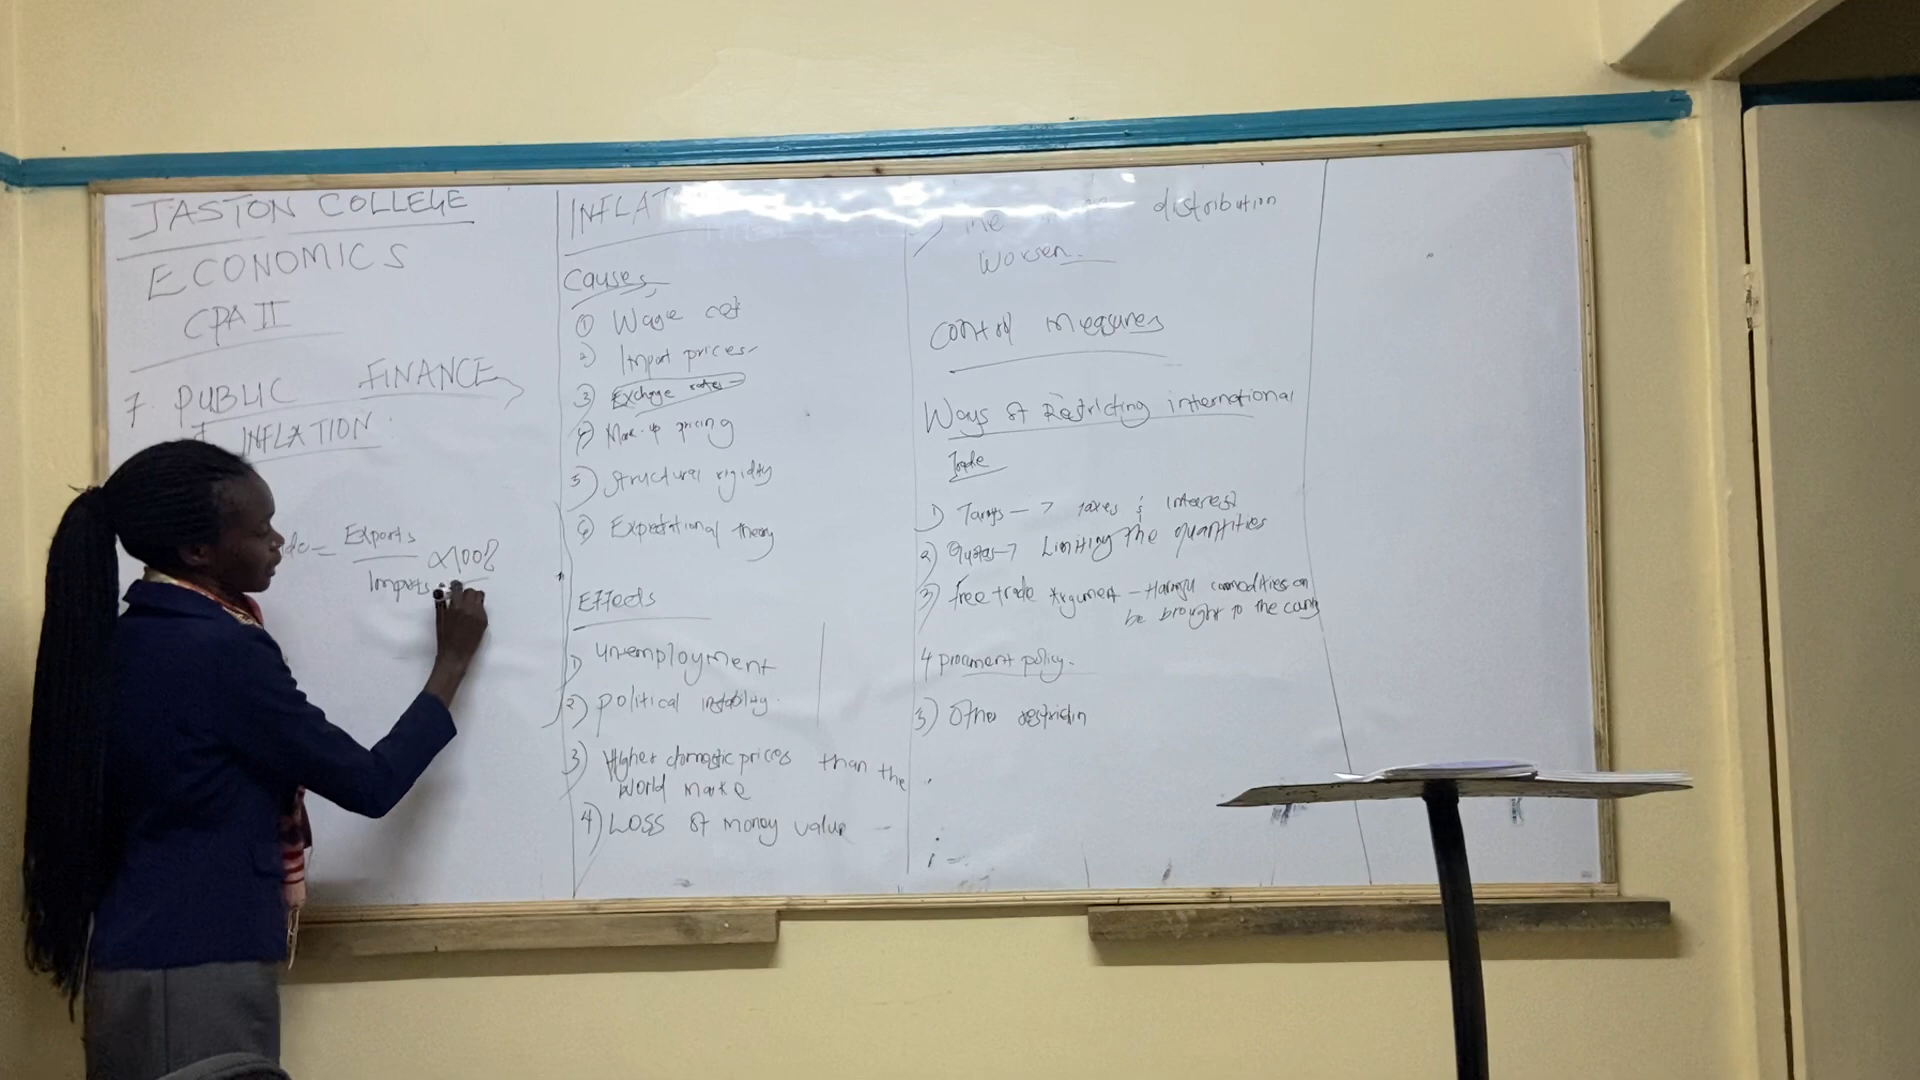 JASTON COLLEGE
ECONOMICS
CPA II
7 PUBLIC FINANCE
& INFLATION
= Exports
Imports
x100%
INFLAT
Causes
① Wage cost
2) Import prices
3) Exchange rates
4) Mark-up pricing
5) Structural rigidity
⑥ Expectational theory
Effects
1) Unemployment
2) political instability.
3) Higher domestic prices than the
World Marke
4) LOSS of money value
distribution
Worsen.
Control measures
Ways of Restricting international
Trade
1) Tariffs → taxes & interest
2) Quotas → Limiting the quantities
3) free trade argument - Harmful commodities can
be brought to the
4 procument policy.
5) Other restriction